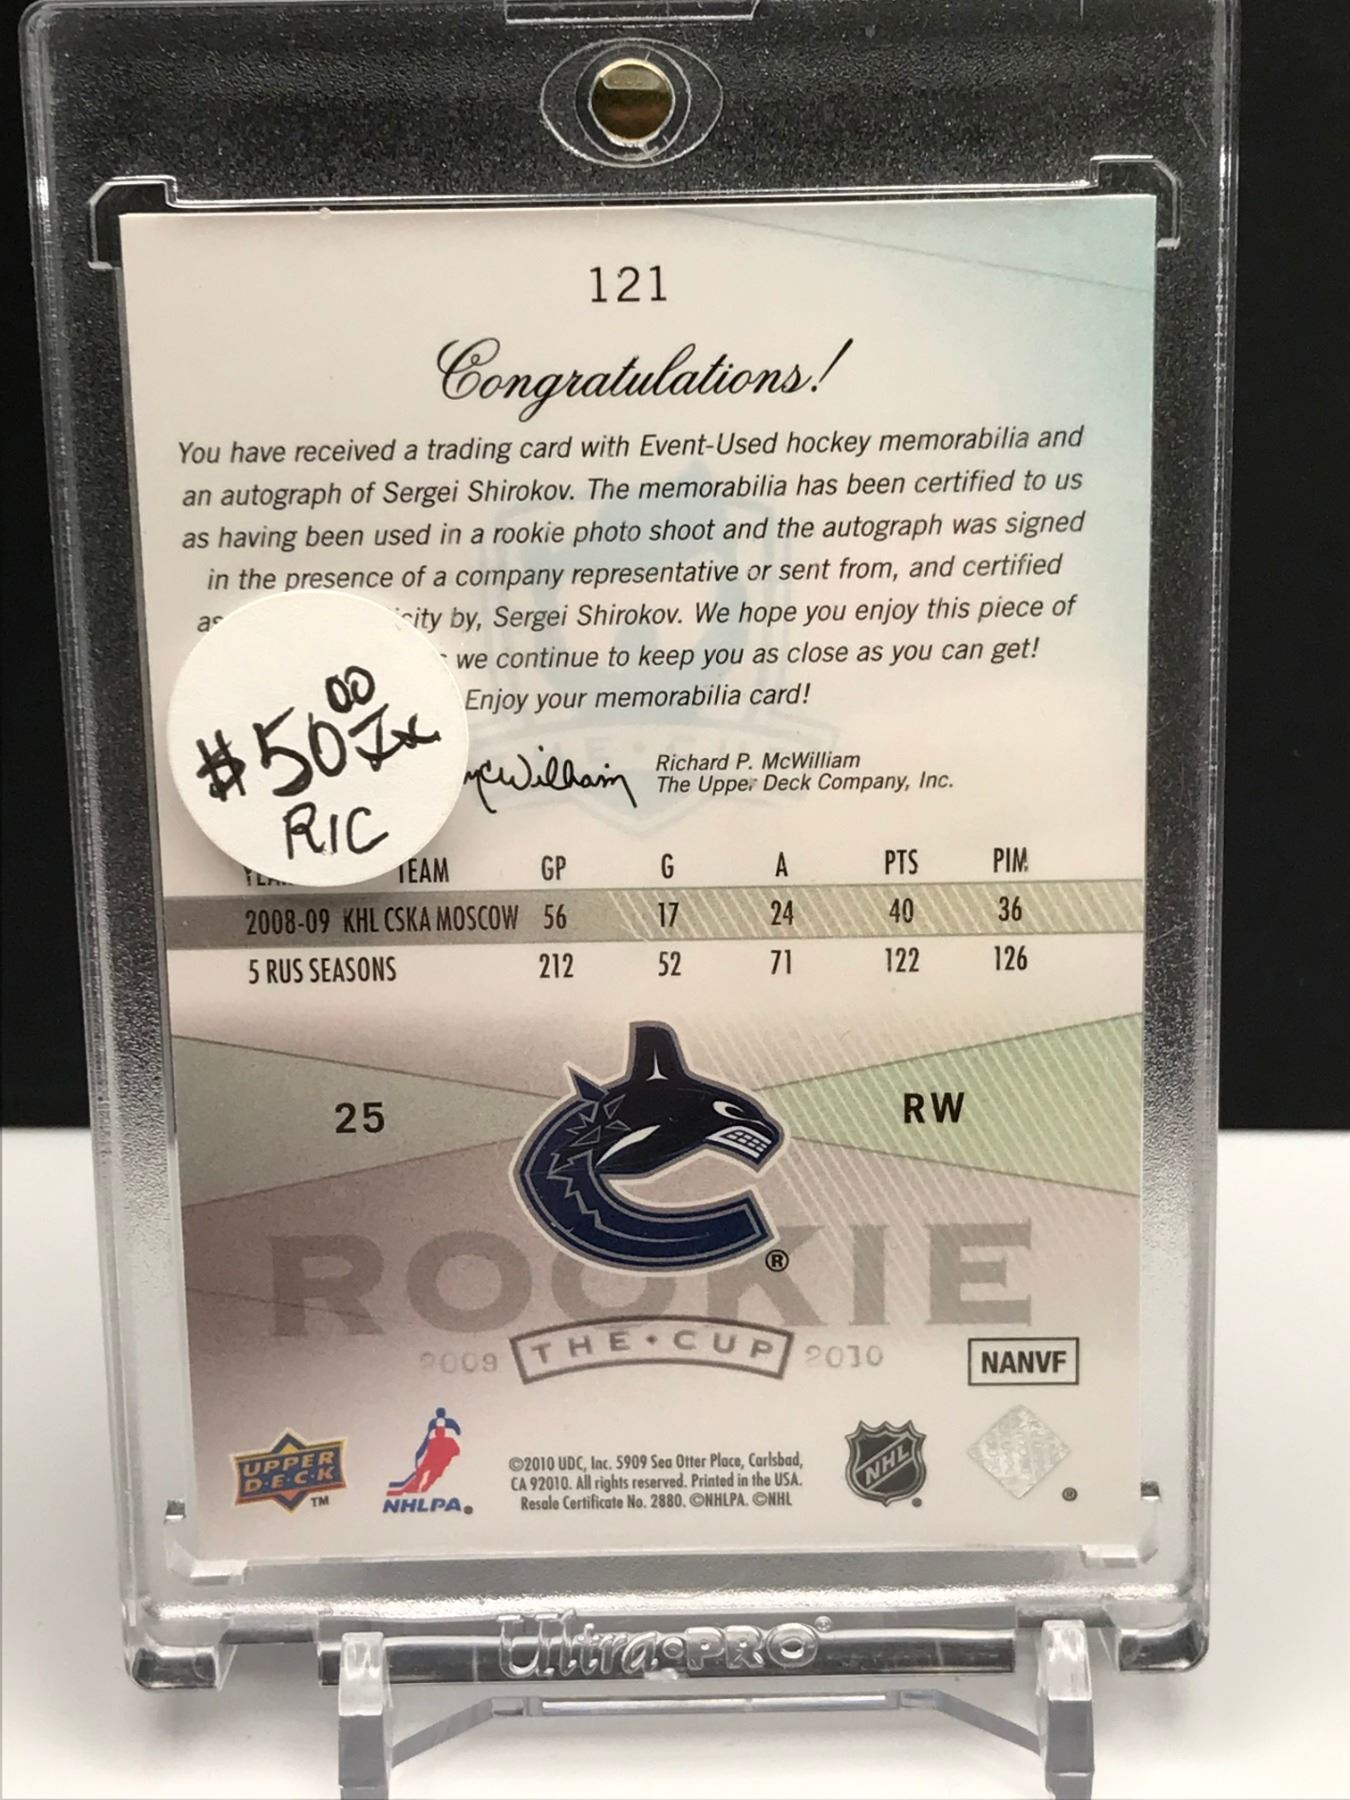 121
Congratulations!
You have received a trading card with Event-Used hockey memorabilia and
an autograph of Sergei Shirokov. The memorabilia has been certified to us
as having been used in a rookie photo shoot and the autograph was signed
in the presence of a company representative or sent from, and certified
as city by, Sergei Shirokov. We hope you enjoy this piece of
we continue to keep you as close as you can get!
Enjoy your memorabilia card!
$50.00
RIC
McWilliam
Richard P. McWilliam
The Upper Deck Company, Inc.
TEAM GP G A PTS PIM
2008-09 KHL CSKA MOSCOW 56 17 24 40 36
5 RUS SEASONS 212 52 71 122 126
25 RW
®
ROOKIE
2009 THE • CUP 2010
NANVF
UPPER DECK TM
NHLPA®
©2010 UDC, Inc. 5909 Sea Otter Place, Carlsbad,
CA 92010. All rights reserved. Printed in the USA.
Resale Certificate No. 2880. ©NHLPA. ©NHL
NHL ®
®
Ultra•PRO®